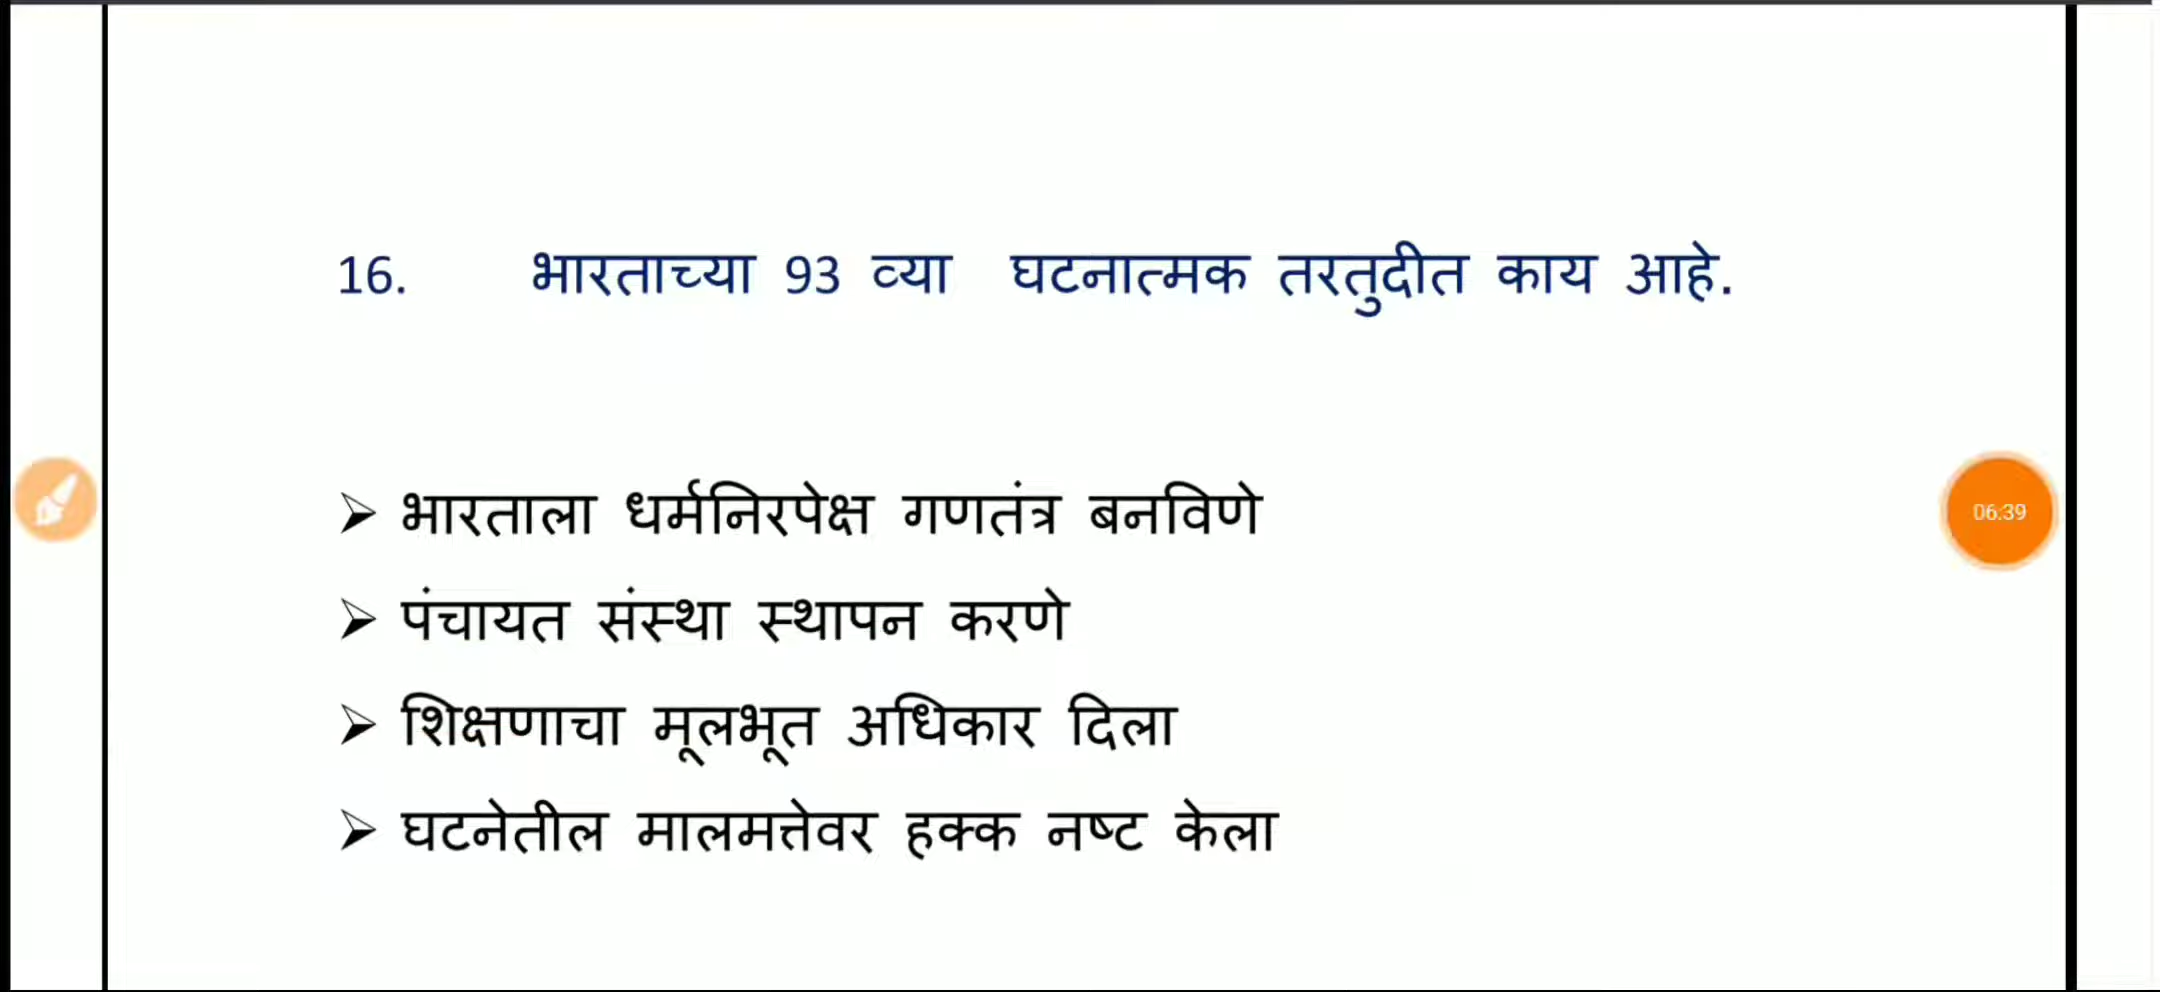 16. भारताच्या 93 व्या घटनात्मक तरतुदीत काय आहे.
➢ भारताला धर्मनिरपेक्ष गणतंत्र बनविणे
06:39
➢ पंचायत संस्था स्थापन करणे
➢ शिक्षणाचा मूलभूत अधिकार दिला
➢ घटनेतील मालमत्तेवर हक्क नष्ट केला